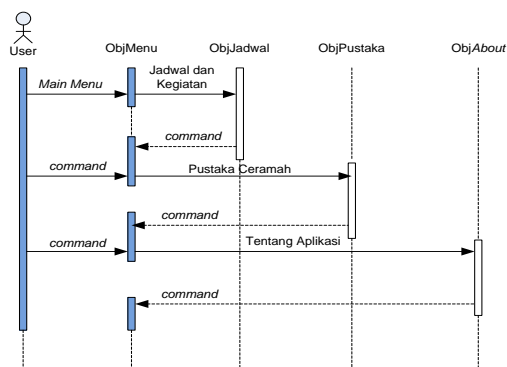 User
ObjMenu
ObjJadwal
ObjPustaka
ObjAbout
Main Menu
Jadwal dan
Kegiatan
command
command
Pustaka Ceramah
command
command
Tentang Aplikasi
command